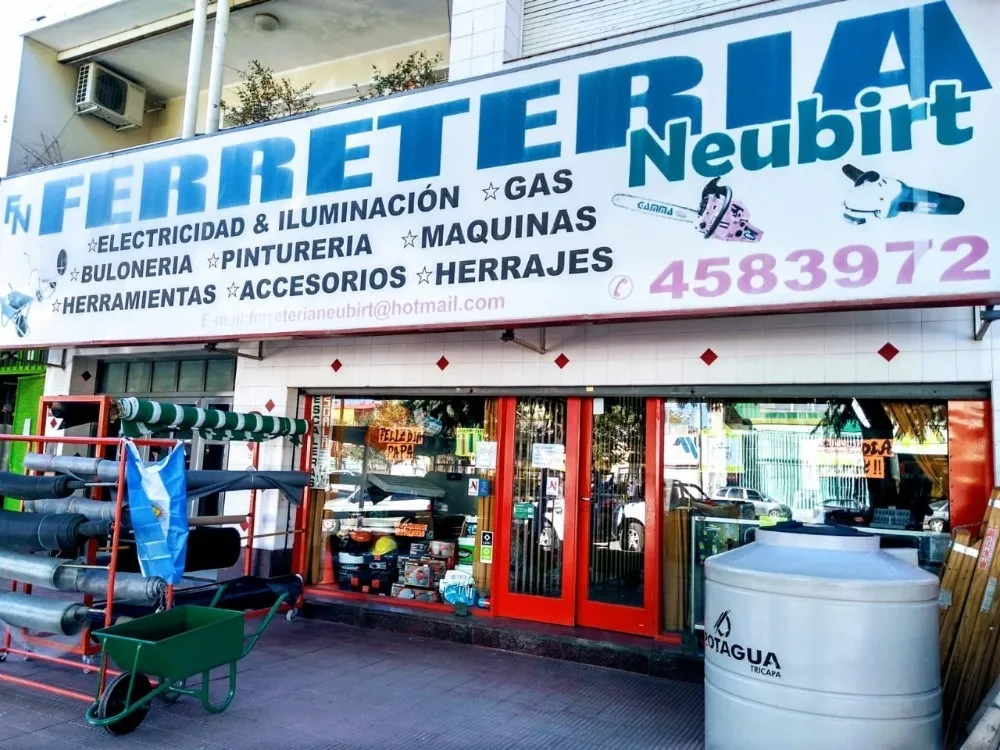 FERRETERIA
Neubirt
FN
☆ELECTRICIDAD & ILUMINACIÓN ☆GAS
☆BULONERIA ☆PINTURERIA ☆MAQUINAS
☆HERRAMIENTAS ☆ACCESORIOS ☆HERRAJES
GAMMA
4583972
E-mail:ferreterianeubirt@hotmail.com
FELIZ DIA
PAPA
ROTAGUA
TRICAPA